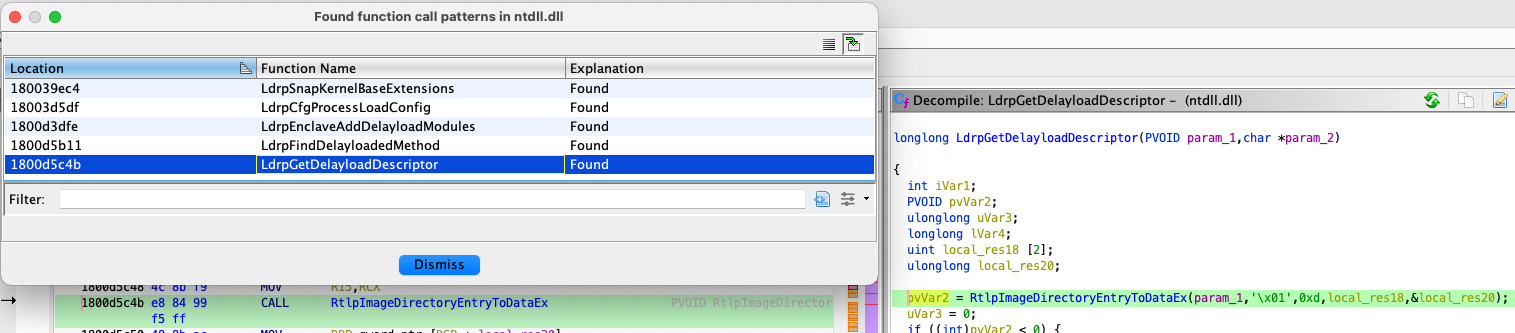 Found function call patterns in ntdll.dll
Location Function Name Explanation
180039ec4 LdrpSnapKernelBaseExtensions Found
18003d5df LdrpCfgProcessLoadConfig Found
1800d3dfe LdrpEnclaveAddDelayloadModules Found
1800d5b11 LdrpFindDelayloadedMethod Found
1800d5c4b LdrpGetDelayloadDescriptor Found
Filter:
Dismiss
1800d5c48 4c 8b f9 MOV R15,RCX
1800d5c4b e8 84 99 CALL RtlpImageDirectoryEntryToDataEx PVOID RtlpImageDirector
f5 ff
Decompile: LdrpGetDelayloadDescriptor - (ntdll.dll)
longlong LdrpGetDelayloadDescriptor(PVOID param_1,char *param_2)
{
int iVar1;
PVOID pvVar2;
ulonglong uVar3;
longlong lVar4;
uint local_res18 [2];
ulonglong local_res20;
pvVar2 = RtlpImageDirectoryEntryToDataEx(param_1,'\x01',0xd,local_res18,&local_res20);
uVar3 = 0;
if ((int)pvVar2 < 0) {